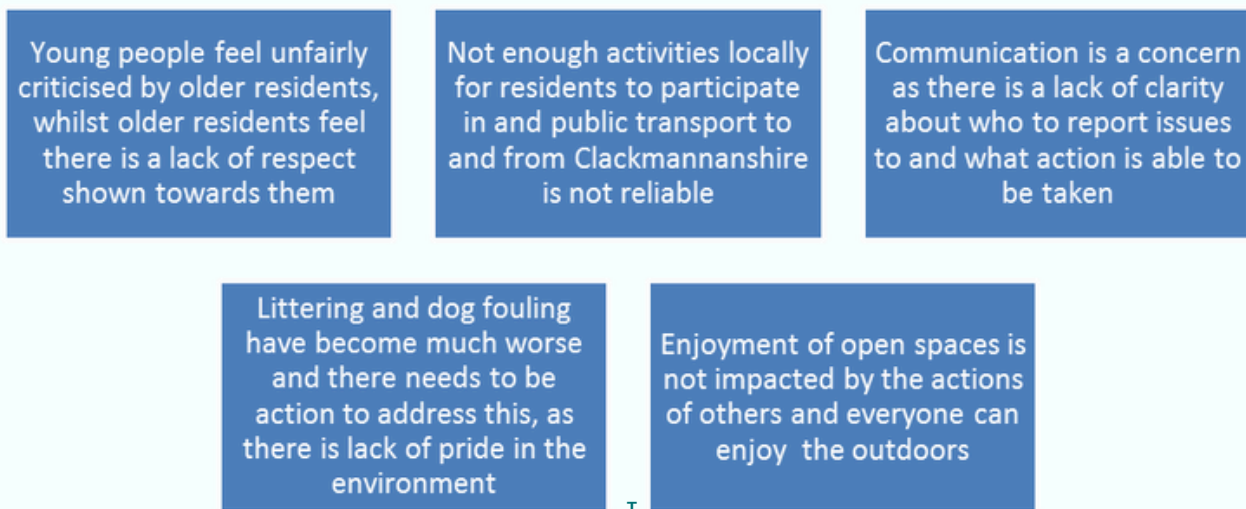 Young people feel unfairly
criticised by older residents,
whilst older residents feel
there is a lack of respect
shown towards them
Not enough activities locally
for residents to participate
in and public transport to
and from Clackmannanshire
is not reliable
Communication is a concern
as there is a lack of clarity
about who to report issues
to and what action is able to
be taken
Littering and dog fouling
have become much worse
and there needs to be
action to address this, as
there is lack of pride in the
environment
Enjoyment of open spaces is
not impacted by the actions
of others and everyone can
enjoy the outdoors